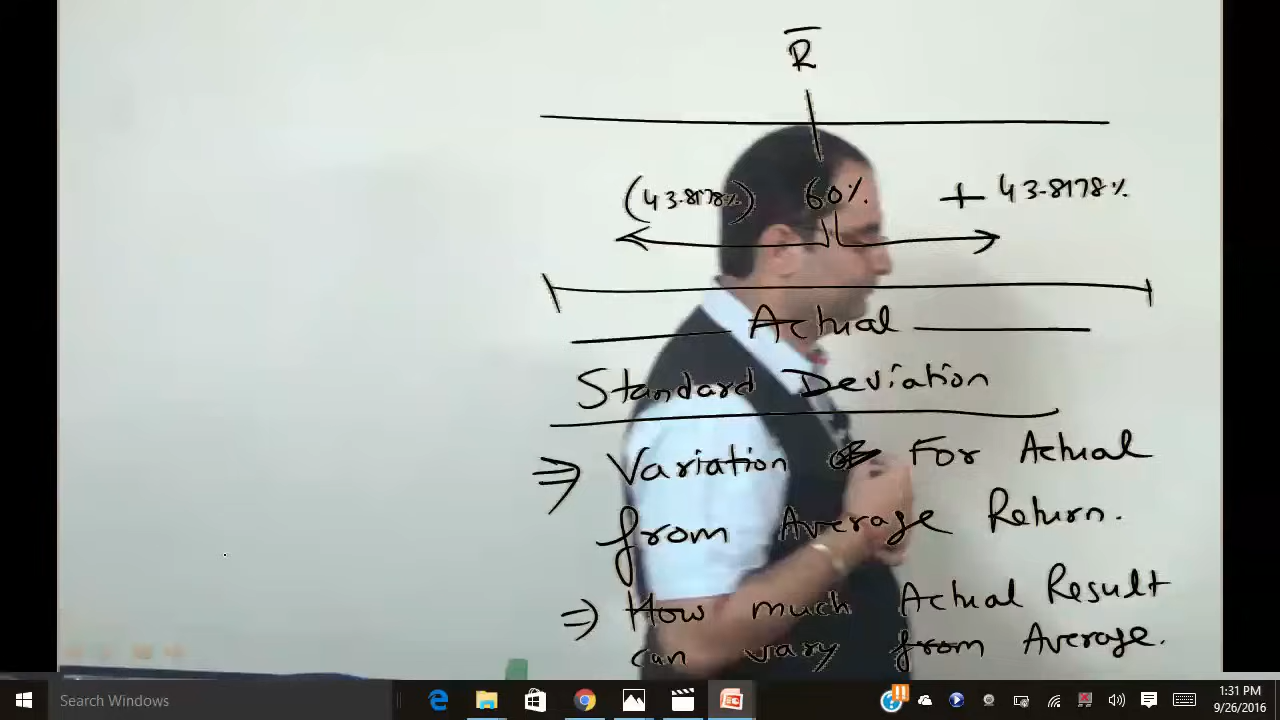 R̅
(43.8178%) 60% + 43.8178%
Actual
Standard Deviation
⇒ Variation For Actual
from Average Return.
⇒ How much Actual Result
can vary from Average.
Search Windows
1:31 PM
9/26/2016